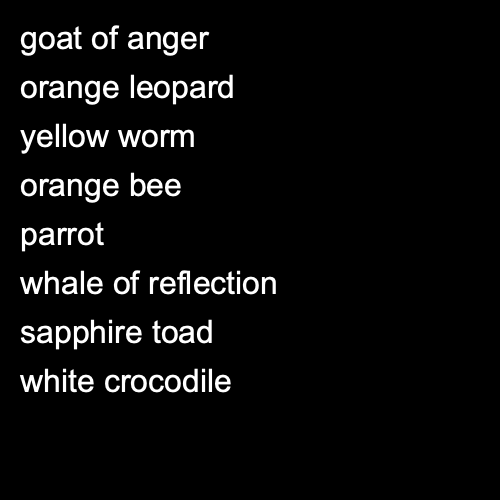 goat of anger
orange leopard
yellow worm
orange bee
parrot
whale of reflection
sapphire toad
white crocodile